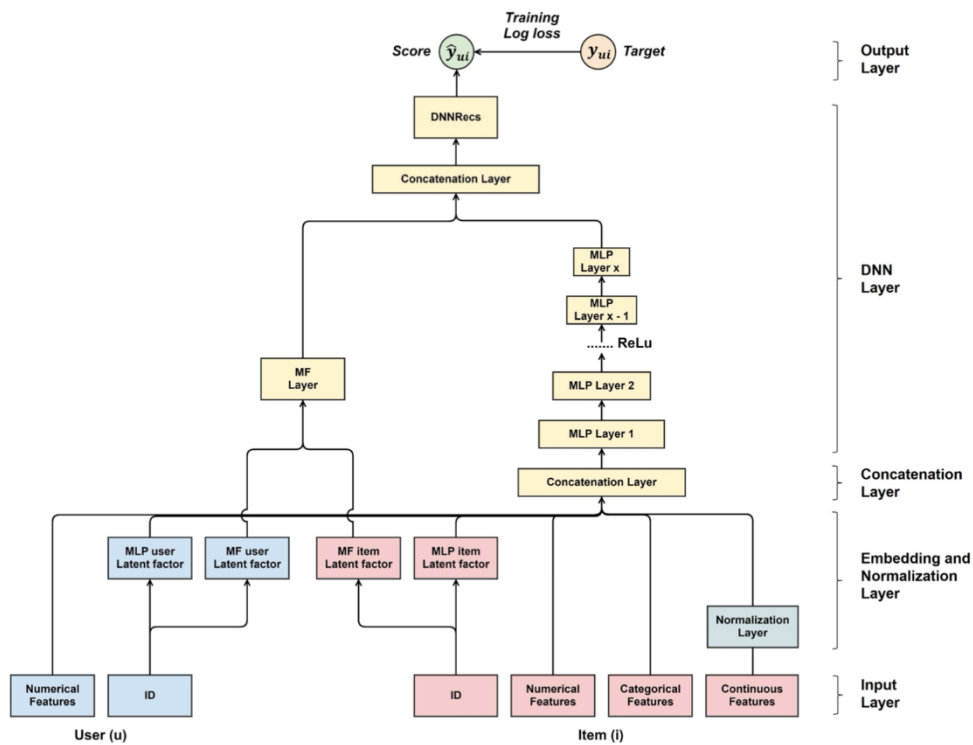 Training
Log loss
Score
ŷui
yui
Target
Output
Layer
DNNRecs
Concatenation Layer
MLP
Layer x
MLP
Layer x - 1
DNN
Layer
....... ReLu
MF
Layer
MLP Layer 2
MLP Layer 1
Concatenation Layer
Concatenation
Layer
MLP user
Latent factor
MF user
Latent factor
MF item
Latent factor
MLP item
Latent factor
Embedding and
Normalization
Layer
Normalization
Layer
Numerical
Features
ID
ID
Numerical
Features
Categorical
Features
Continuous
Features
Input
Layer
User (u)
Item (i)